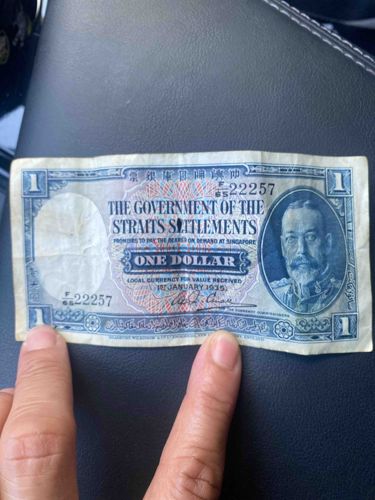 F/65 22257
1
THE GOVERNMENT OF THE
STRAITS SETTLEMENTS
PROMISES TO PAY THE BEARER ON DEMAND AT SINGAPORE
ONE DOLLAR
LOCAL CURRENCY FOR VALUE RECEIVED
1ST JANUARY 1935
F/65 22257
1
1